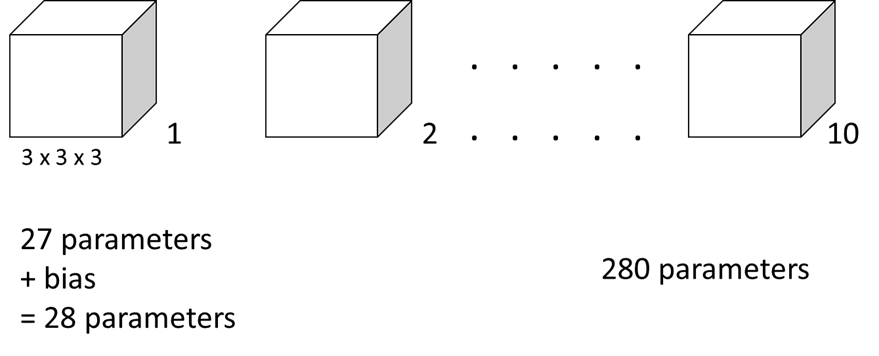 1
2
10
3 x 3 x 3
27 parameters
+ bias
= 28 parameters
280 parameters